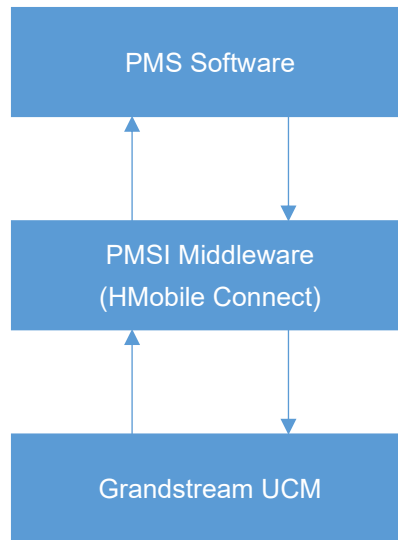 PMS Software
PMSI Middleware
(HMobile Connect)
Grandstream UCM